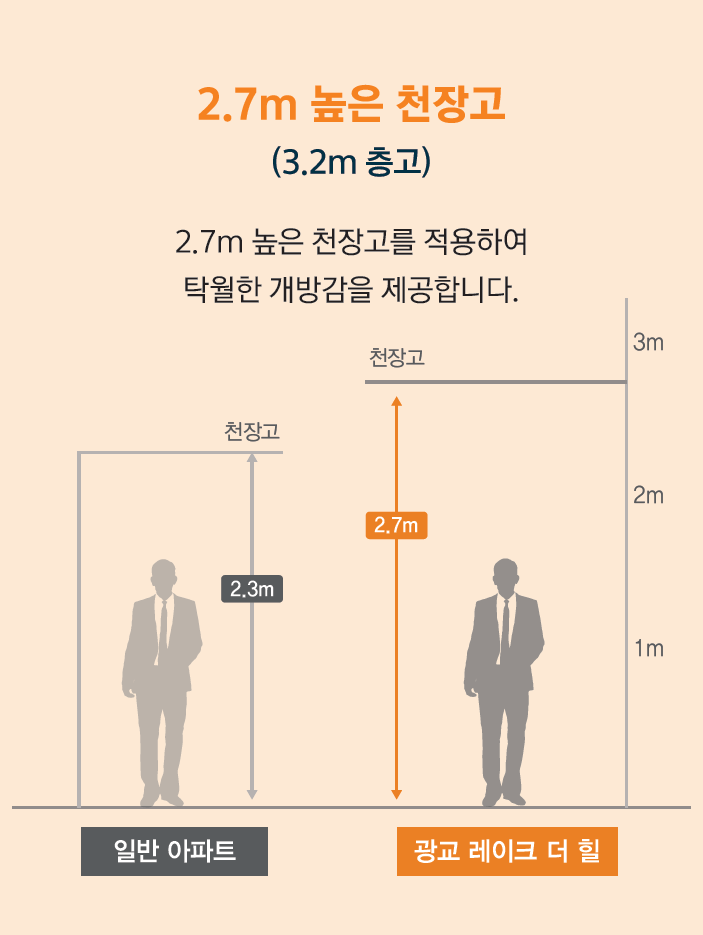 2.7m 높은 천장고
(3.2m 층고)
2.7m 높은 천장고를 적용하여
탁월한 개방감을 제공합니다.
천장고
3m
천장고
2m
2.7m
2.3m
1m
일반 아파트
광교 레이크 더 힐